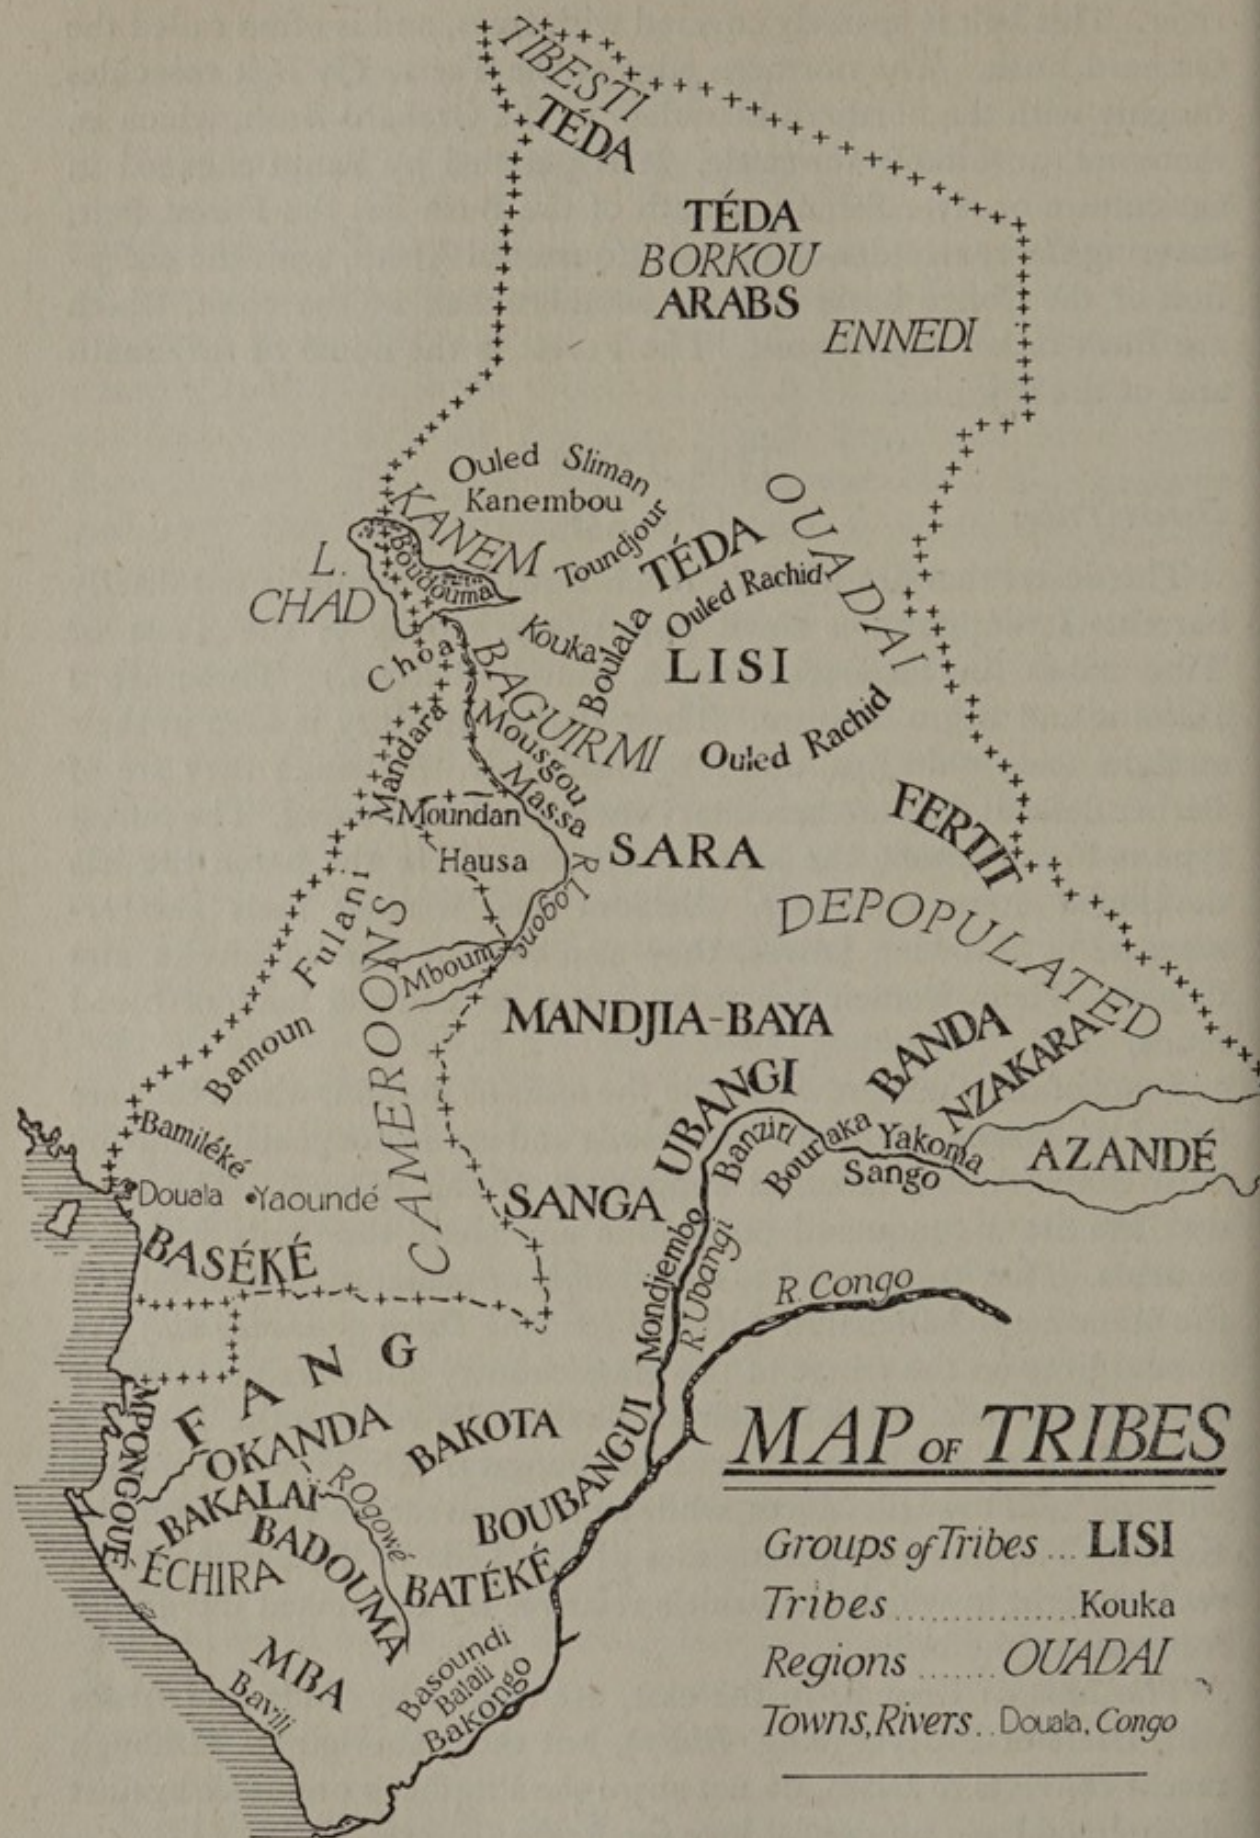 TIBESTI
TÉDA
TÉDA
BORKOU
ARABS
ENNEDI
Ouled Sliman
Kanembou
KANEM
Toundjour
TÉDA
OUADAI
L.
CHAD
Boudouma
Ouled Rachid
Kouka
Boulala
LISI
Choa
BAGUIRMI
Ouled Rachid
Mandara
Mousgou
Massa
Moundan
Hausa
R Logone
SARA
FERTIT
DEPOPULATED
Fulani
CAMEROONS
Mboum
MANDJIA-BAYA
Bamoun
BANDA
NZAKARA
UBANGI
Banziri
Bouraka
Yakoma
Sango
AZANDÉ
Bamiléké
Douala
Yaoundé
SANGA
BASÉKÉ
Mondjembo
R. Ubangi
R. Congo
FANG
MPONGOUÉ
OKANDA
BAKOTA
BAKALAÏ
R Ogowé
BOUBANGUI
BADOUMA
ÉCHIRA
BATÉKÉ
MBA
Bavili
Basoundi
Balali
Bakongo
MAP OF TRIBES
Groups of Tribes ... LISI
Tribes ................ Kouka
Regions ....... OUADAI
Towns, Rivers .. Douala, Congo